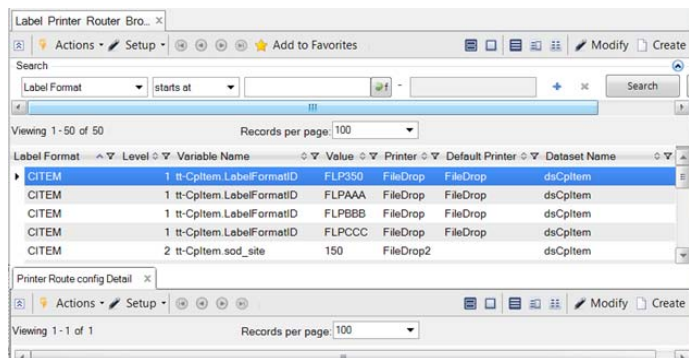 Label Printer Router Bro...
Actions Setup Add to Favorites Modify Create
Search
Label Format starts at f - Search
Viewing 1 - 50 of 50 Records per page: 100
Label Format Level Variable Name Value Printer Default Printer Dataset Name
CITEM 1 tt-CpItem.LabelFormatID FLP350 FileDrop FileDrop dsCpItem
CITEM 1 tt-CpItem.LabelFormatID FLPAAA FileDrop FileDrop dsCpItem
CITEM 1 tt-CpItem.LabelFormatID FLPBBB FileDrop FileDrop dsCpItem
CITEM 1 tt-CpItem.LabelFormatID FLPCCC FileDrop FileDrop dsCpItem
CITEM 2 tt-CpItem.sod_site 150 FileDrop2 dsCpItem
Printer Route config Detail
Actions Setup Modify Create
Viewing 1 - 1 of 1 Records per page: 100